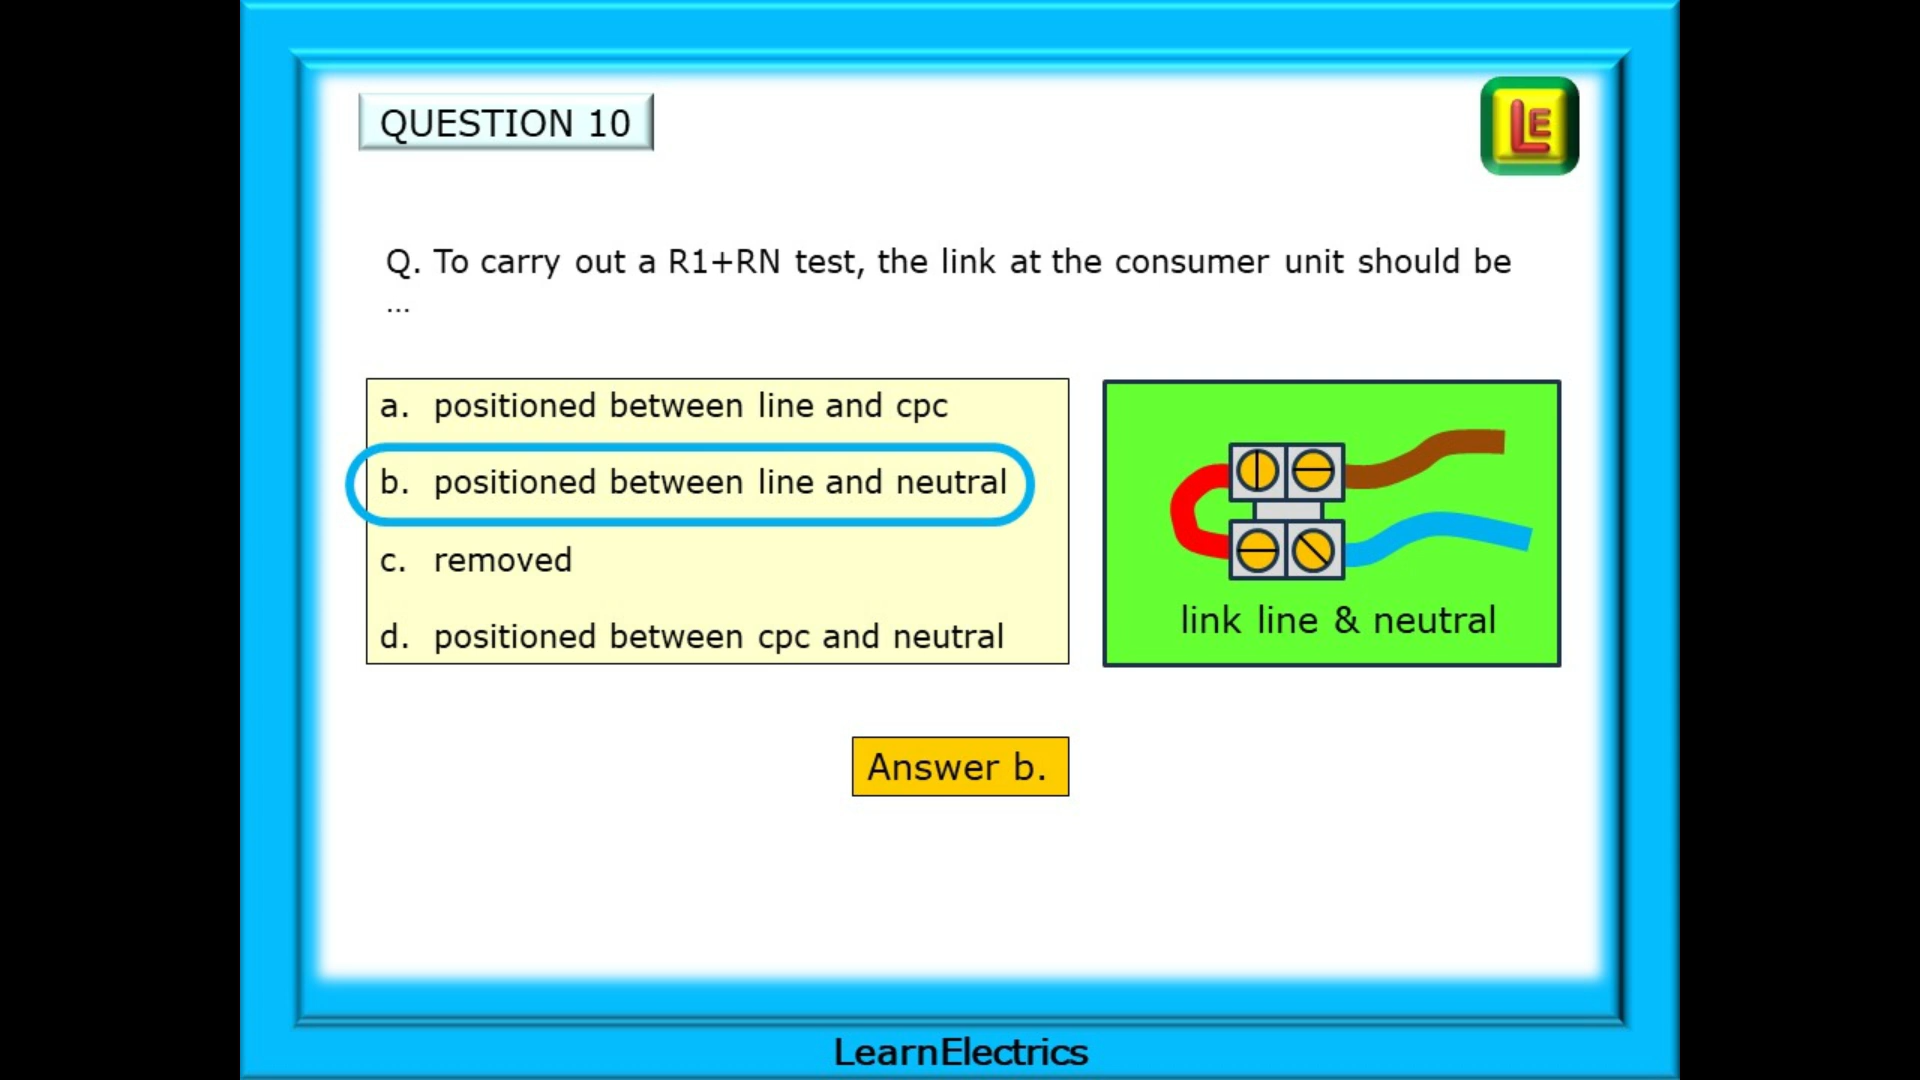 QUESTION 10
LE
Q. To carry out a R1+RN test, the link at the consumer unit should be
...
a. positioned between line and cpc
b. positioned between line and neutral
c. removed
d. positioned between cpc and neutral
link line & neutral
Answer b.
LearnElectrics